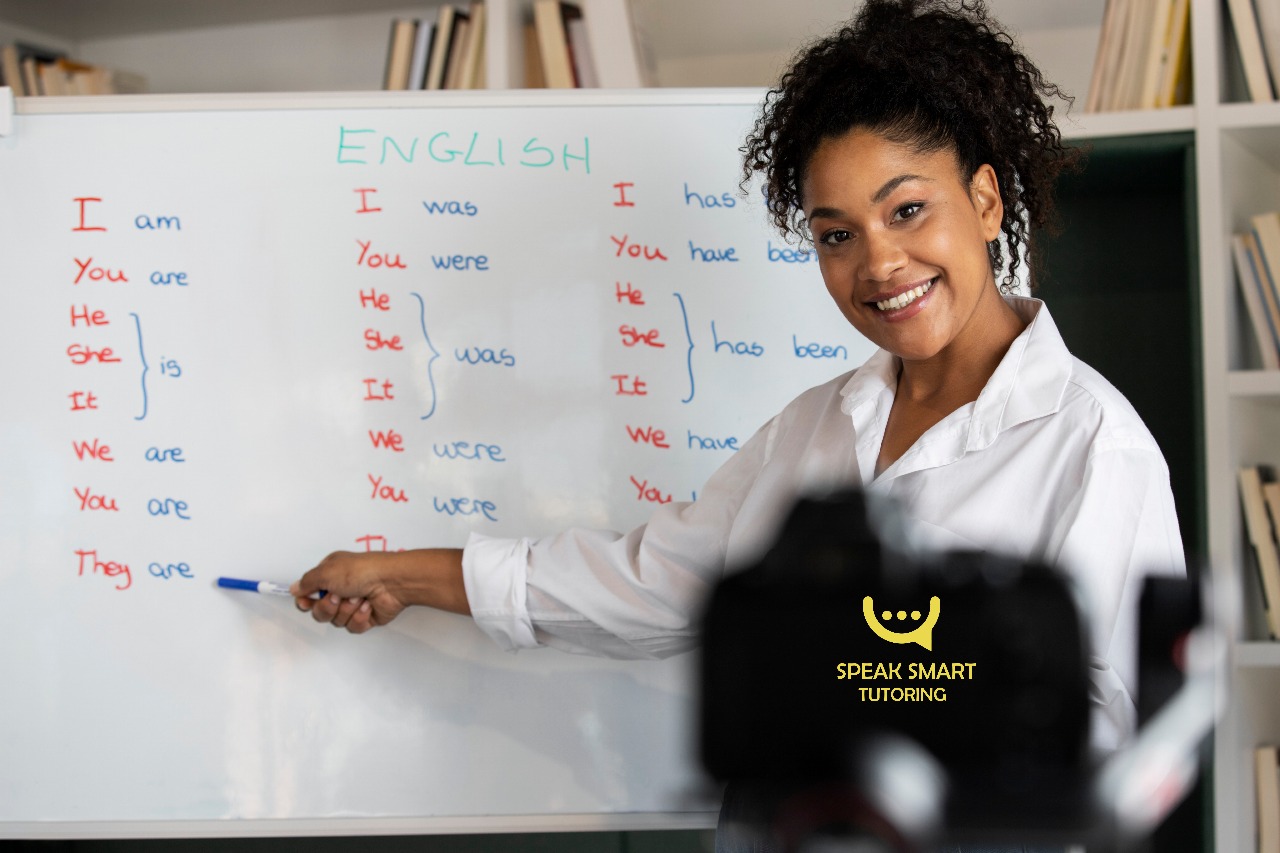 ENGLISH
I am
You are
He
She
It
is
We are
You are
They are
I was
You were
He
She
It
was
We were
You were
I has
You have been
He
She
It
has been
We have
You
SPEAK SMART
TUTORING